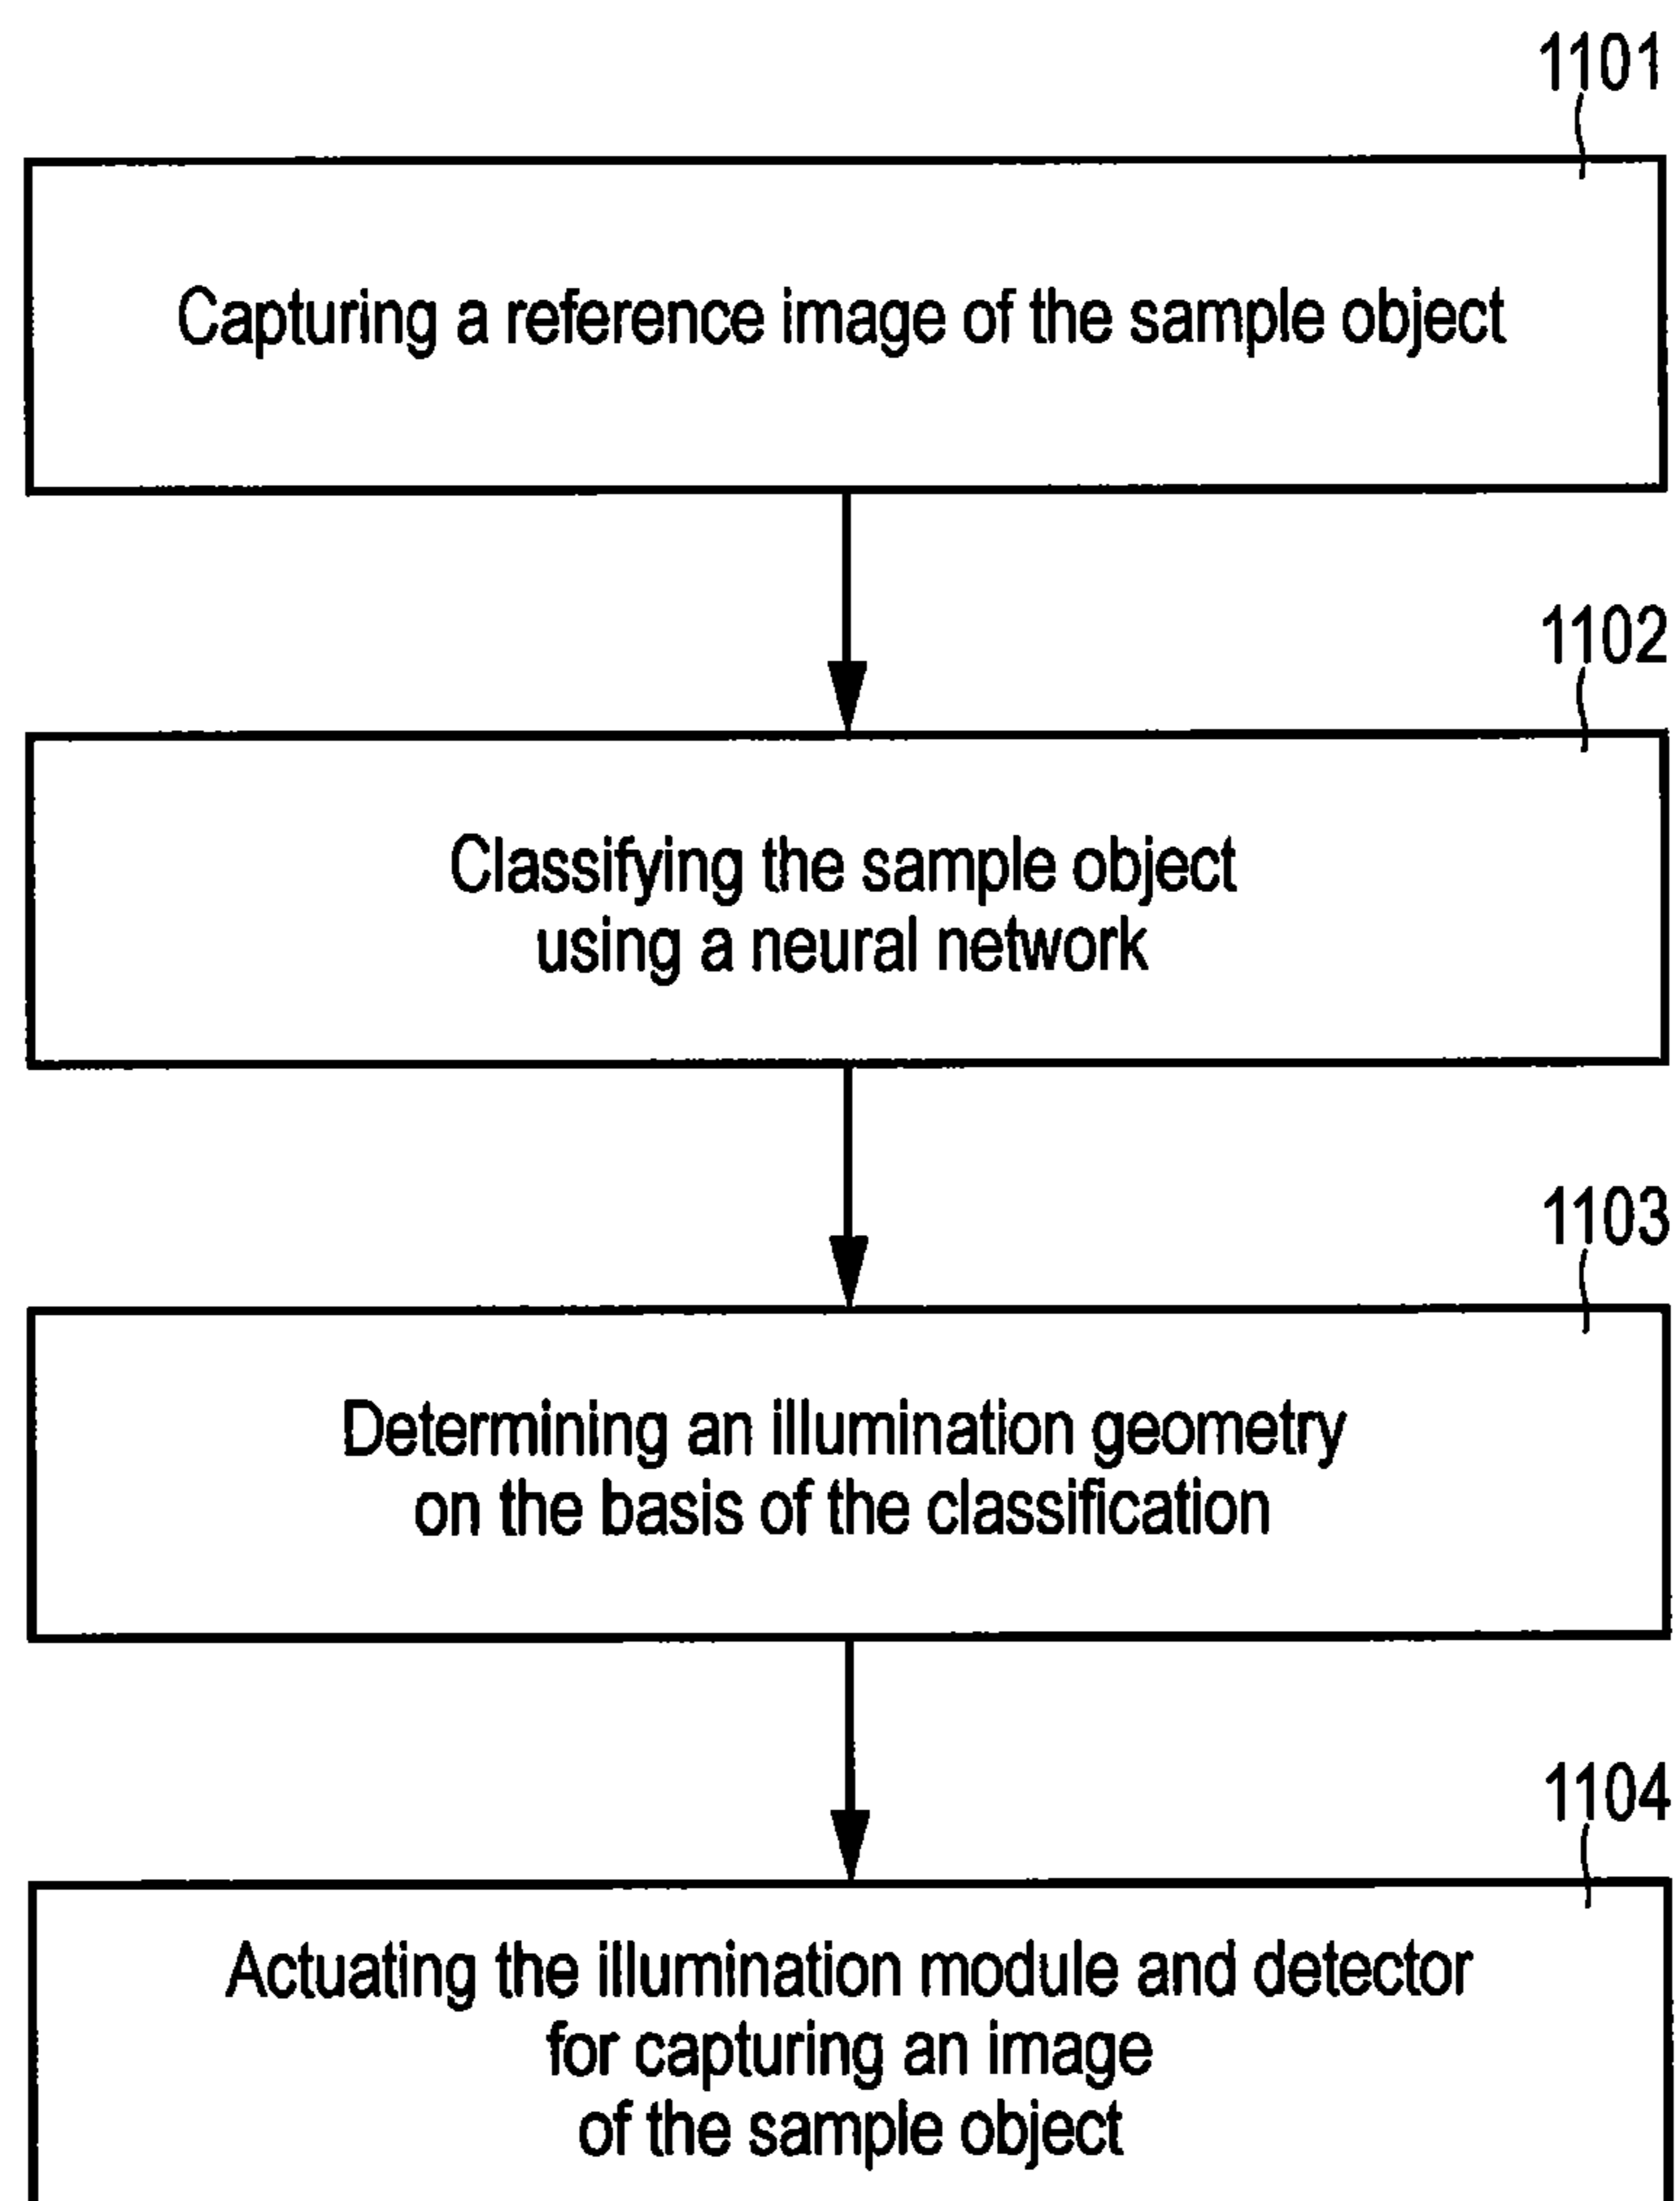 1101
Capturing a reference image of the sample object
1102
Classifying the sample object
using a neural network
1103
Determining an illumination geometry
on the basis of the classification
1104
Actuating the illumination module and detector
for capturing an image
of the sample object